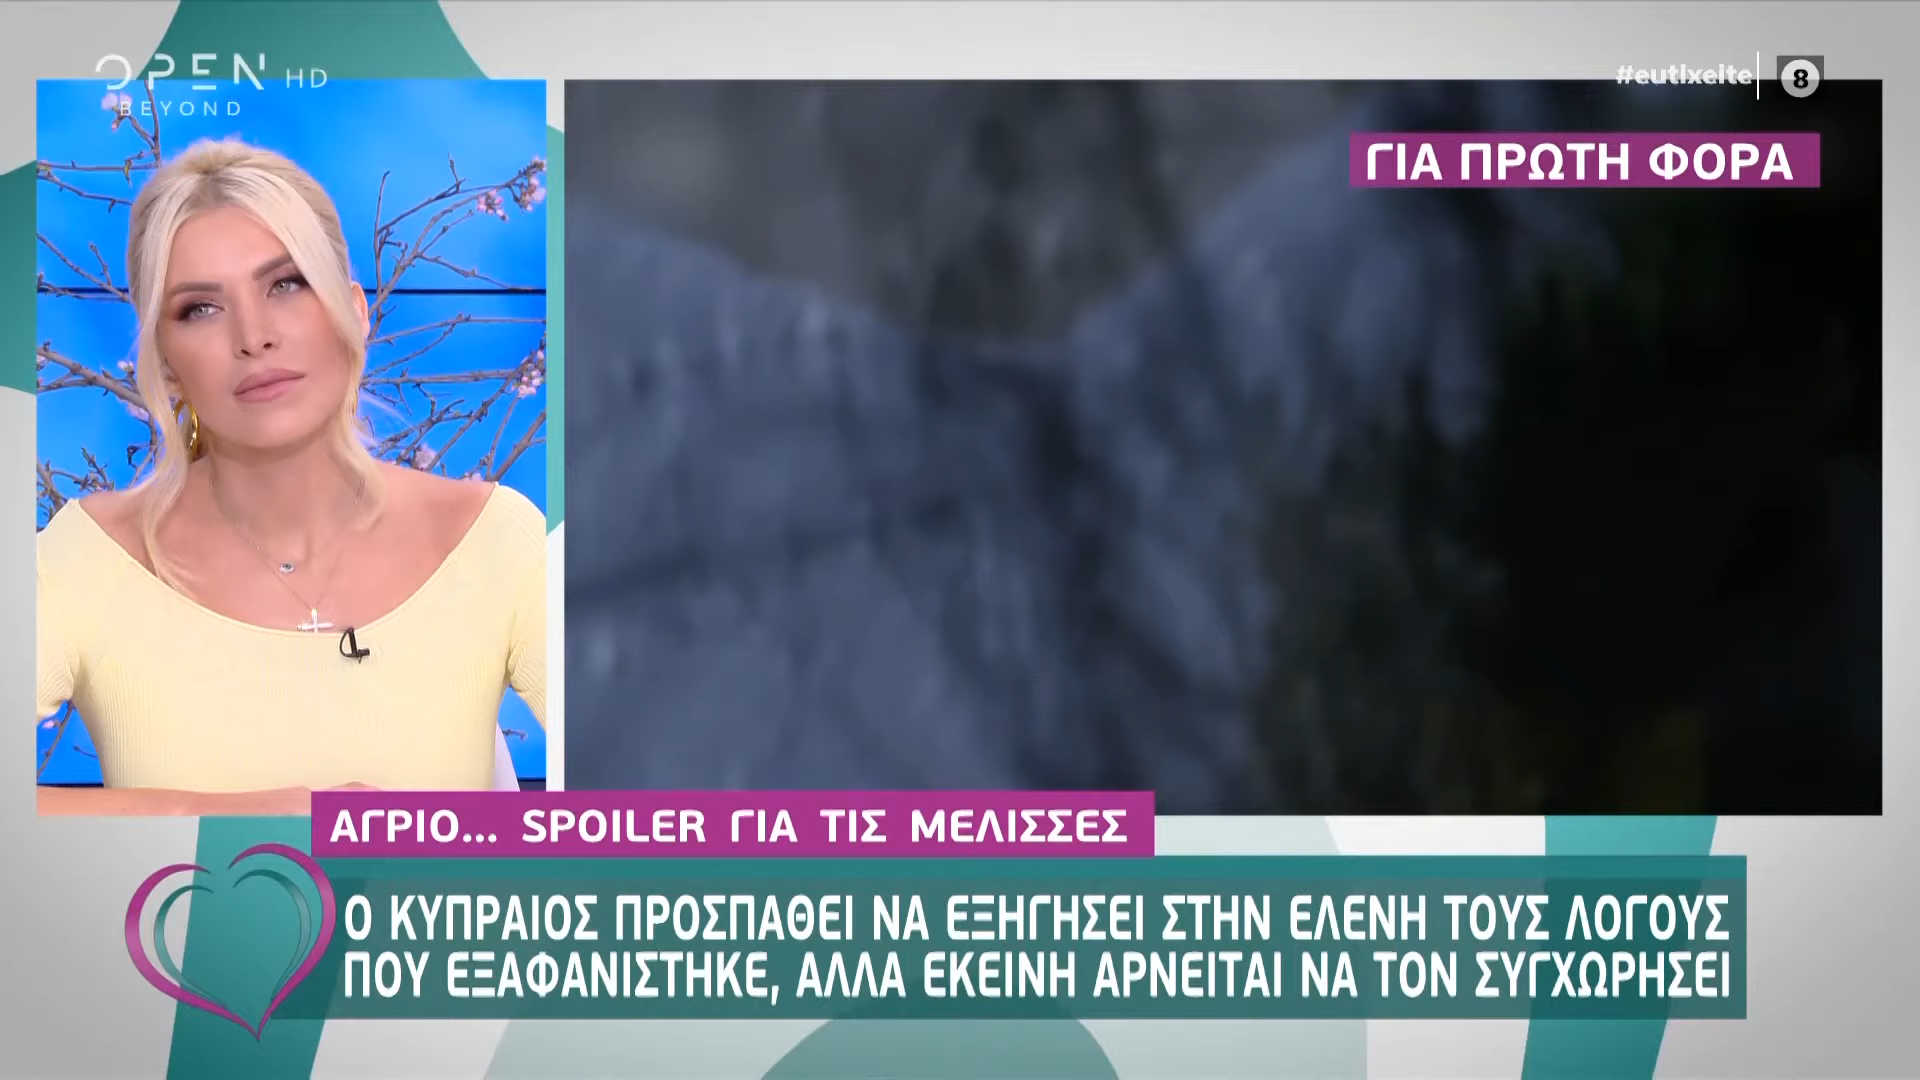 OPEN HD
BEYOND
#eutixeite
8
ΓΙΑ ΠΡΩΤΗ ΦΟΡΑ
ΑΓΡΙΟ... SPOILER ΓΙΑ ΤΙΣ ΜΕΛΙΣΣΕΣ
Ο ΚΥΠΡΑΙΟΣ ΠΡΟΣΠΑΘΕΙ ΝΑ ΕΞΗΓΗΣΕΙ ΣΤΗΝ ΕΛΕΝΗ ΤΟΥΣ ΛΟΓΟΥΣ
ΠΟΥ ΕΞΑΦΑΝΙΣΤΗΚΕ, ΑΛΛΑ ΕΚΕΙΝΗ ΑΡΝΕΙΤΑΙ ΝΑ ΤΟΝ ΣΥΓΧΩΡΗΣΕΙ